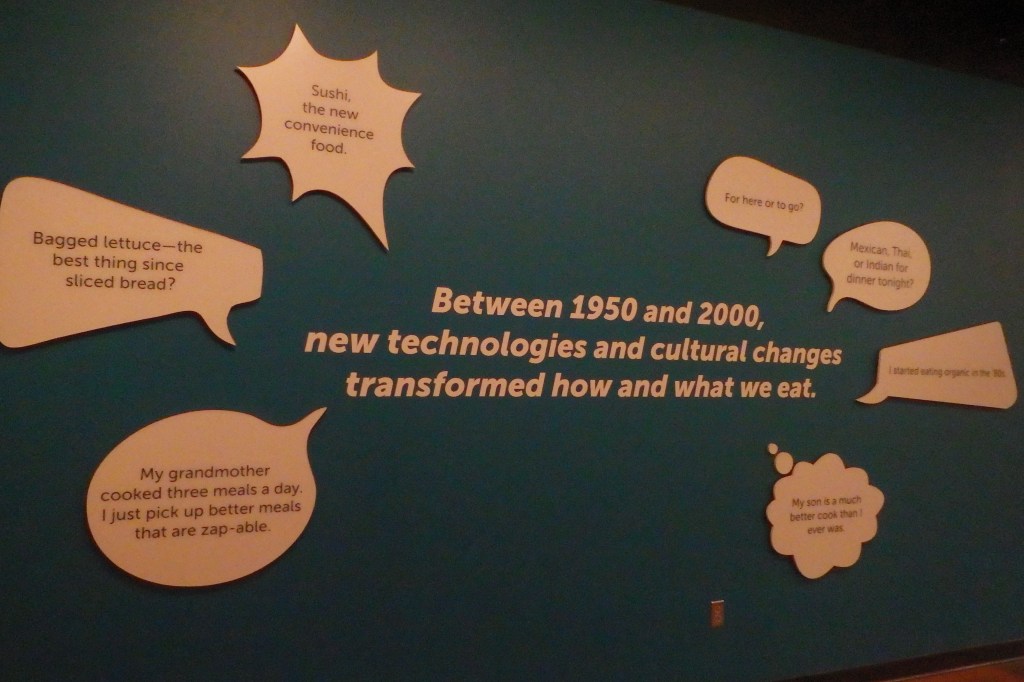 Sushi,
the new
convenience
food.
For here or to go?
Bagged lettuce—the
best thing since
sliced bread?
Mexican, Thai,
or Indian for
dinner tonight?
Between 1950 and 2000,
new technologies and cultural changes
transformed how and what we eat.
I started eating organic in the '80s.
My grandmother
cooked three meals a day.
I just pick up better meals
that are zap-able.
My son is a much
better cook than I
ever was.